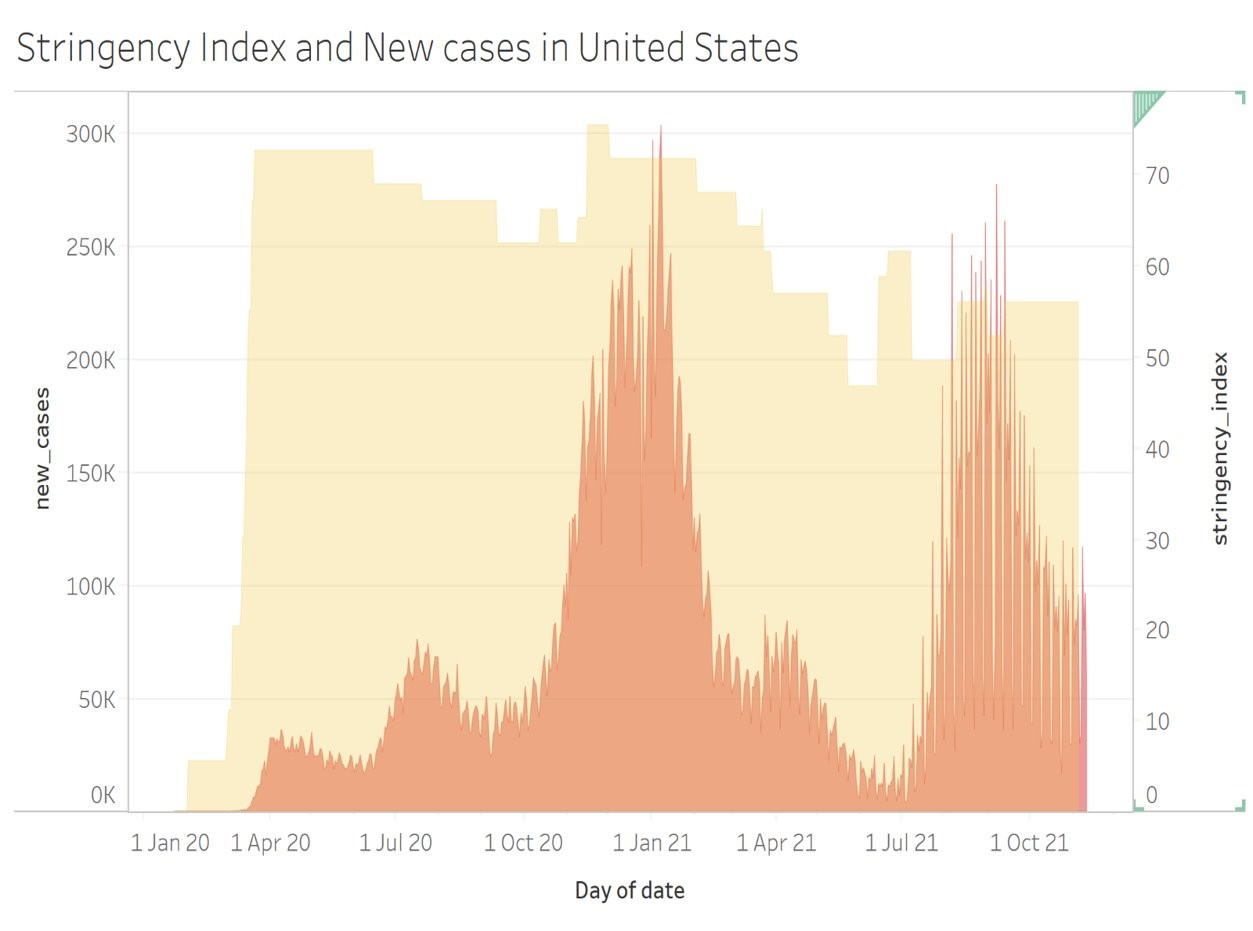 Stringency Index and New cases in United States
300K
250K
200K
150K
100K
50K
0K
new_cases
70
60
50
40
30
20
10
0
stringency_index
1 Jan 20 1 Apr 20 1 Jul 20 1 Oct 20 1 Jan 21 1 Apr 21 1 Jul 21 1 Oct 21
Day of date